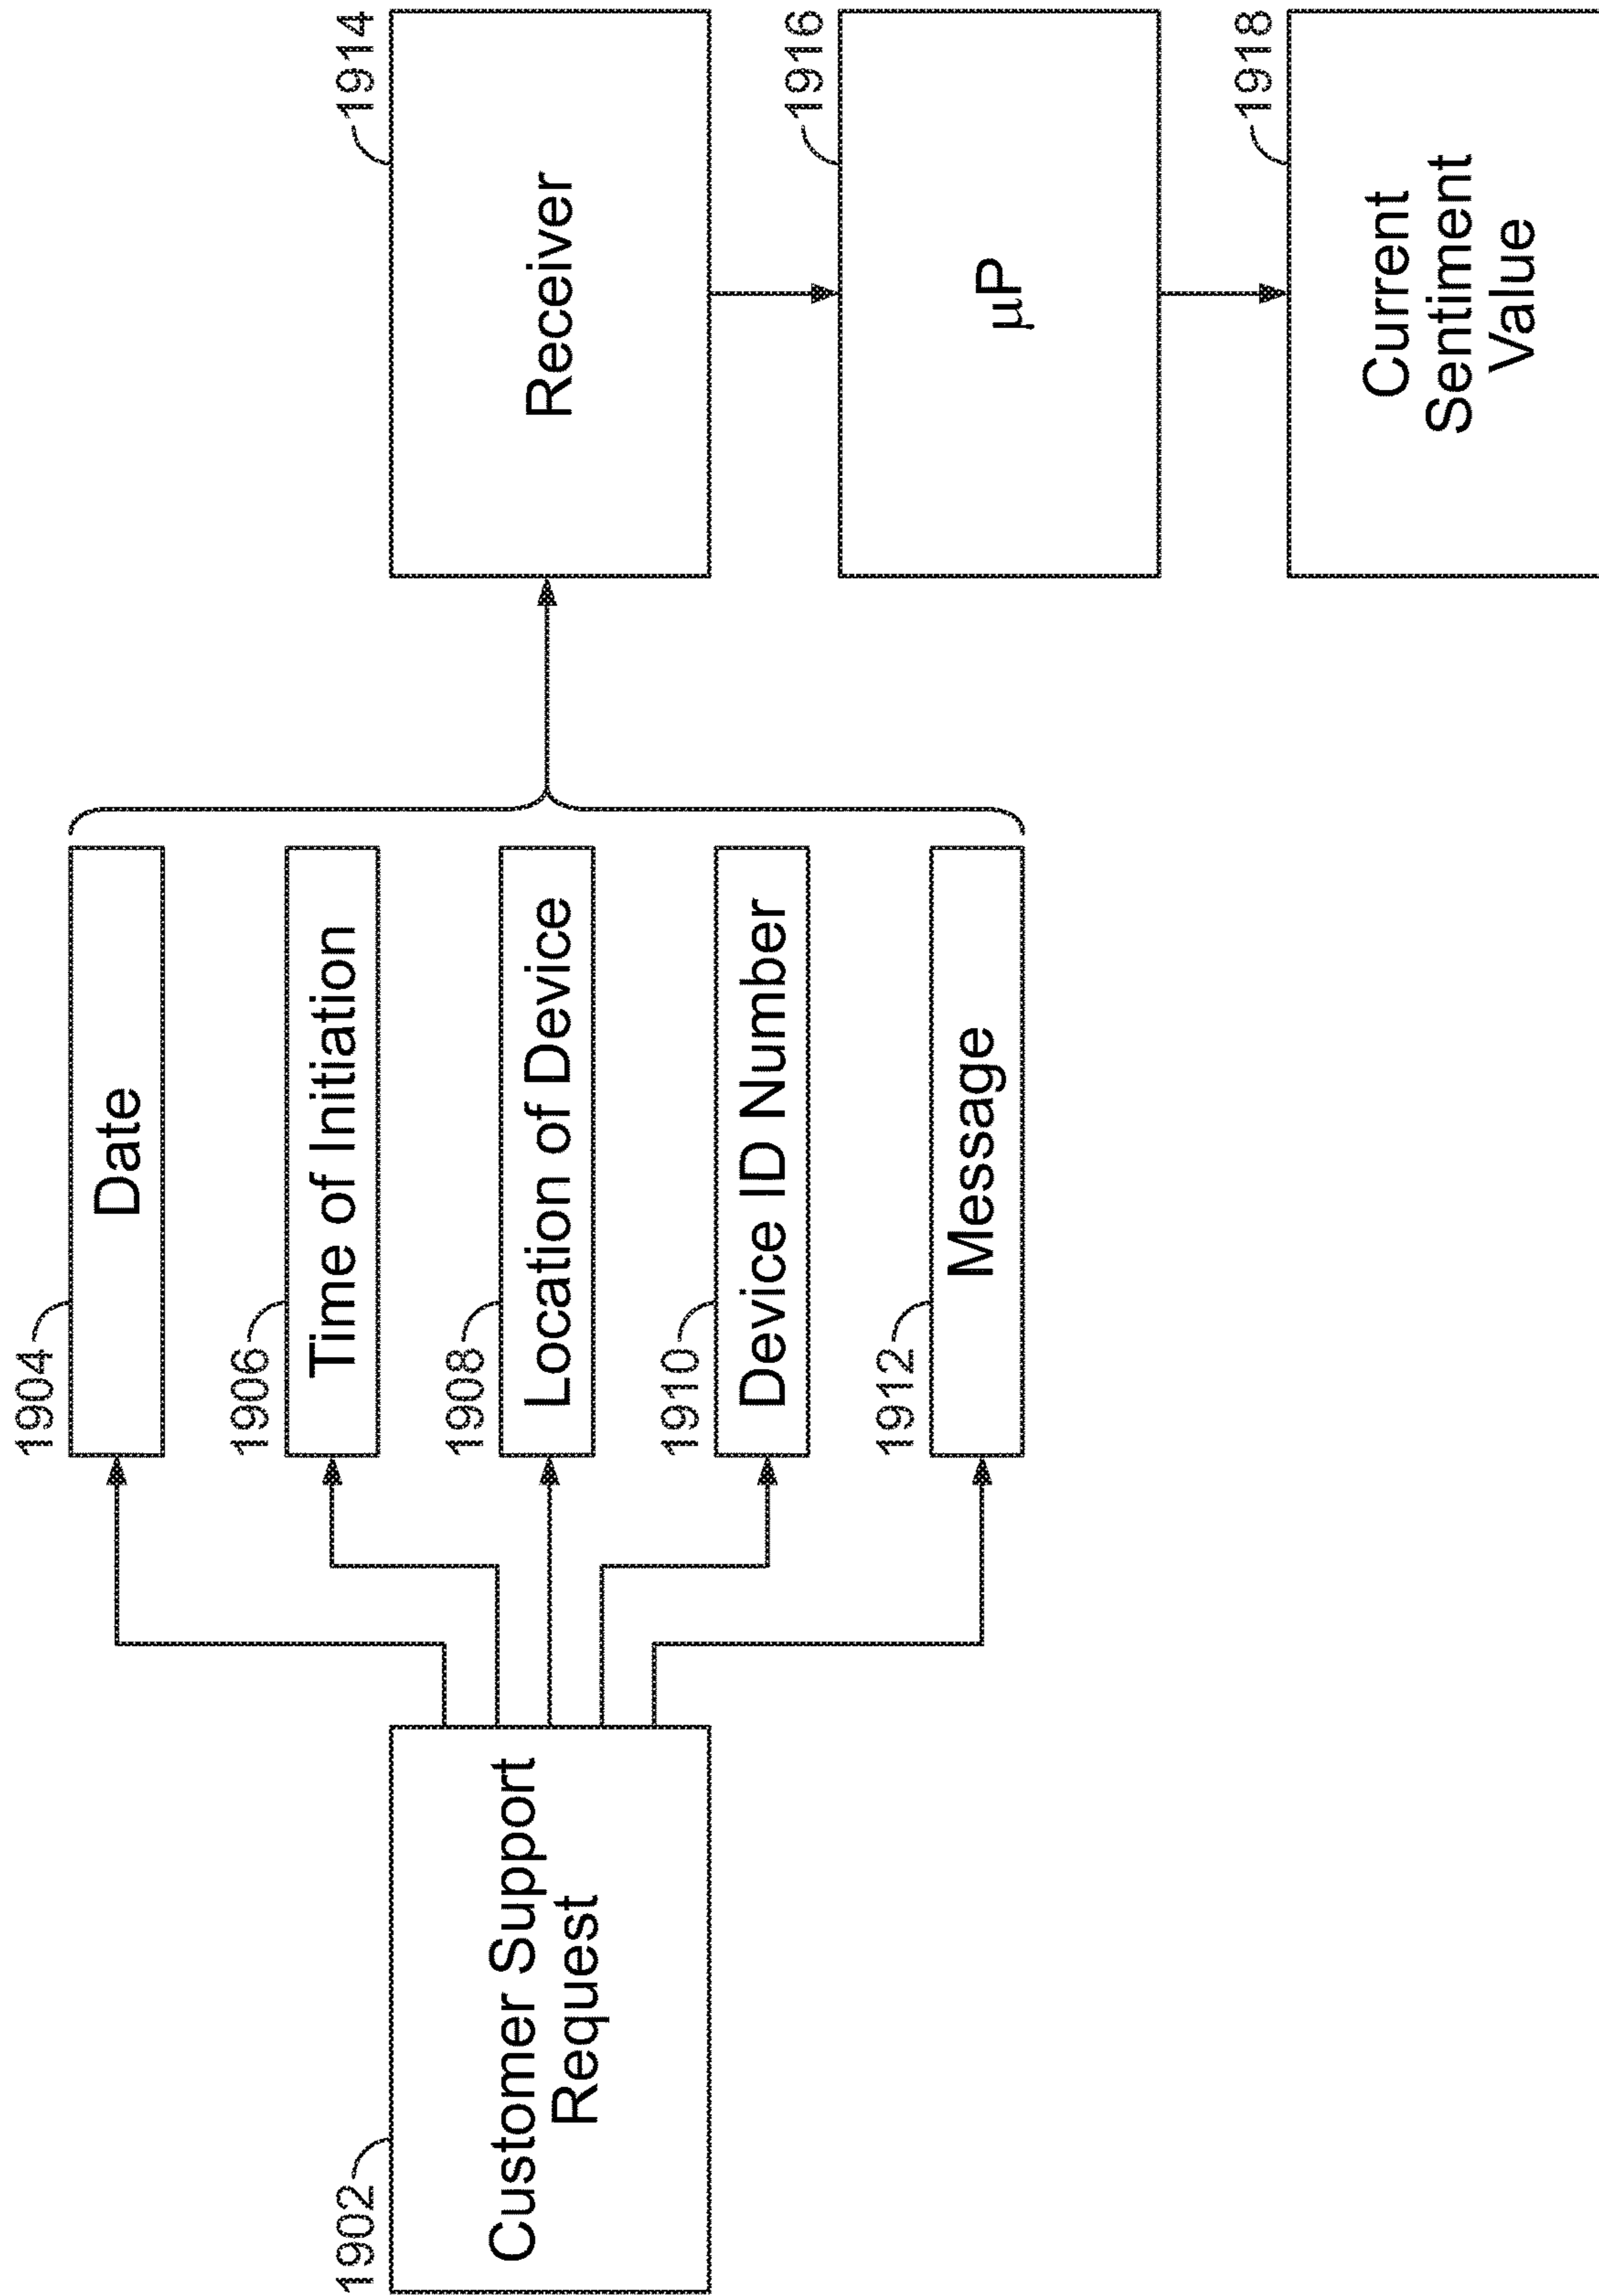 1902
Customer Support
Request
1904
Date
1906
Time of Initiation
1908
Location of Device
1910
Device ID Number
1912
Message
1914
Receiver
1916
µP
1918
Current
Sentiment
Value